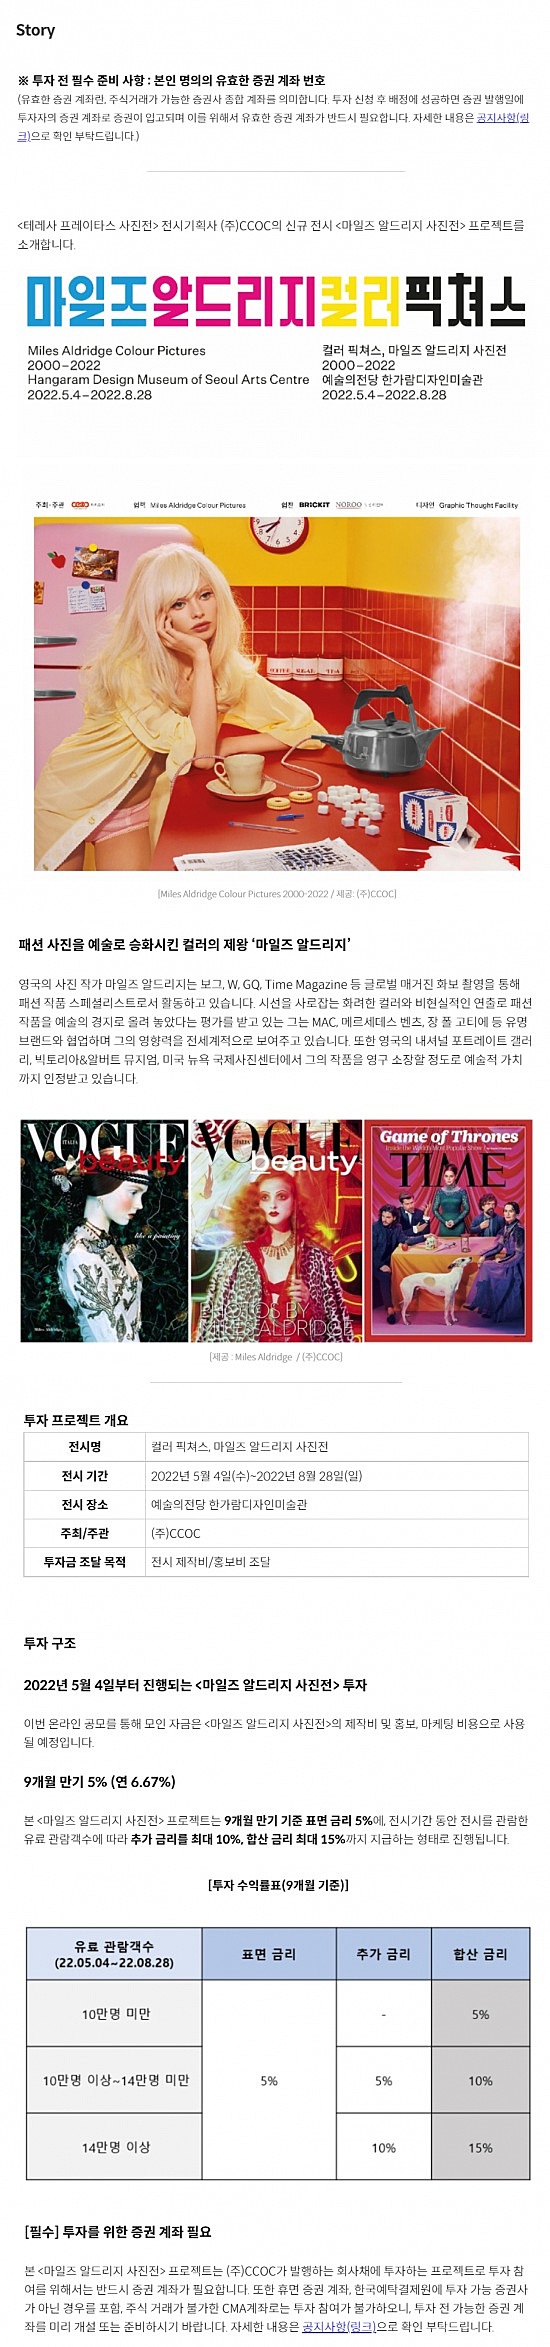 Story
※ 투자 전 필수 준비 사항 : 본인 명의의 유효한 증권 계좌 번호
(유효한 증권 계좌란, 주식거래가 가능한 증권사 종합 계좌를 의미합니다. 투자 신청 후 배정에 성공하면 증권 발행일에
투자자의 증권 계좌로 증권이 입고되며 이를 위해서 유효한 증권 계좌가 반드시 필요합니다. 자세한 내용은 공지사항(링
크)으로 확인 부탁드립니다.)
<테레사 프레이타스 사진전> 전시기획사 (주)CCOC의 신규 전시 <마일즈 알드리지 사진전> 프로젝트를
소개합니다.
마일즈알드리지컬러픽쳐스
Miles Aldridge Colour Pictures
2000–2022
Hangaram Design Museum of Seoul Arts Centre
2022.5.4–2022.8.28
컬러 픽쳐스, 마일즈 알드리지 사진전
2000–2022
예술의전당 한가람디자인미술관
2022.5.4–2022.8.28
주최·주관 CCOC 협력 Miles Aldridge Colour Pictures 협찬 BRICKIT NOROO 디자인 Graphic Thought Facility
[Miles Aldridge Colour Pictures 2000-2022 / 제공: (주)CCOC]
패션 사진을 예술로 승화시킨 컬러의 제왕 ‘마일즈 알드리지’
영국의 사진 작가 마일즈 알드리지는 보그, W, GQ, Time Magazine 등 글로벌 매거진 화보 촬영을 통해
패션 작품 스페셜리스트로서 활동하고 있습니다. 시선을 사로잡는 화려한 컬러와 비현실적인 연출로 패션
작품을 예술의 경지로 올려 놓았다는 평가를 받고 있는 그는 MAC, 메르세데스 벤츠, 장 폴 고티에 등 유명
브랜드와 협업하며 그의 영향력을 전세계적으로 보여주고 있습니다. 또한 영국의 내셔널 포트레이트 갤러
리, 빅토리아&알버트 뮤지엄, 미국 뉴욕 국제사진센터에서 그의 작품을 영구 소장할 정도로 예술적 가치
까지 인정받고 있습니다.
VOGUE
ITALIA
beauty
like a painting
Miles Aldridge
VOGUE
ITALIA
beauty
PHOTOS BY
MILES ALDRIDGE
Game of Thrones
Inside the World's Most Popular Show
TIME
[제공 : Miles Aldridge / (주)CCOC]
투자 프로젝트 개요
전시명 컬러 픽쳐스, 마일즈 알드리지 사진전
전시 기간 2022년 5월 4일(수)~2022년 8월 28일(일)
전시 장소 예술의전당 한가람디자인미술관
주최/주관 (주)CCOC
투자금 조달 목적 전시 제작비/홍보비 조달
투자 구조
2022년 5월 4일부터 진행되는 <마일즈 알드리지 사진전> 투자
이번 온라인 공모를 통해 모인 자금은 <마일즈 알드리지 사진전>의 제작비 및 홍보, 마케팅 비용으로 사용
될 예정입니다.
9개월 만기 5% (연 6.67%)
본 <마일즈 알드리지 사진전> 프로젝트는 9개월 만기 기준 표면 금리 5%에, 전시기간 동안 전시를 관람한
유료 관람객수에 따라 추가 금리를 최대 10%, 합산 금리 최대 15%까지 지급하는 형태로 진행됩니다.
[투자 수익률표(9개월 기준)]
유료 관람객수
(22.05.04~22.08.28) 표면 금리 추가 금리 합산 금리
10만명 미만 - 5%
10만명 이상~14만명 미만 5% 5% 10%
14만명 이상 10% 15%
[필수] 투자를 위한 증권 계좌 필요
본 <마일즈 알드리지 사진전> 프로젝트는 (주)CCOC가 발행하는 회사채에 투자하는 프로젝트로 투자 참
여를 위해서는 반드시 증권 계좌가 필요합니다. 또한 휴면 증권 계좌, 한국예탁결제원에 투자 가능 증권사
가 아닌 경우를 포함, 주식 거래가 불가한 CMA계좌로는 투자 참여가 불가하오니, 투자 전 가능한 증권 계
좌를 미리 개설 또는 준비하시기 바랍니다. 자세한 내용은 공지사항(링크)으로 확인 부탁드립니다.